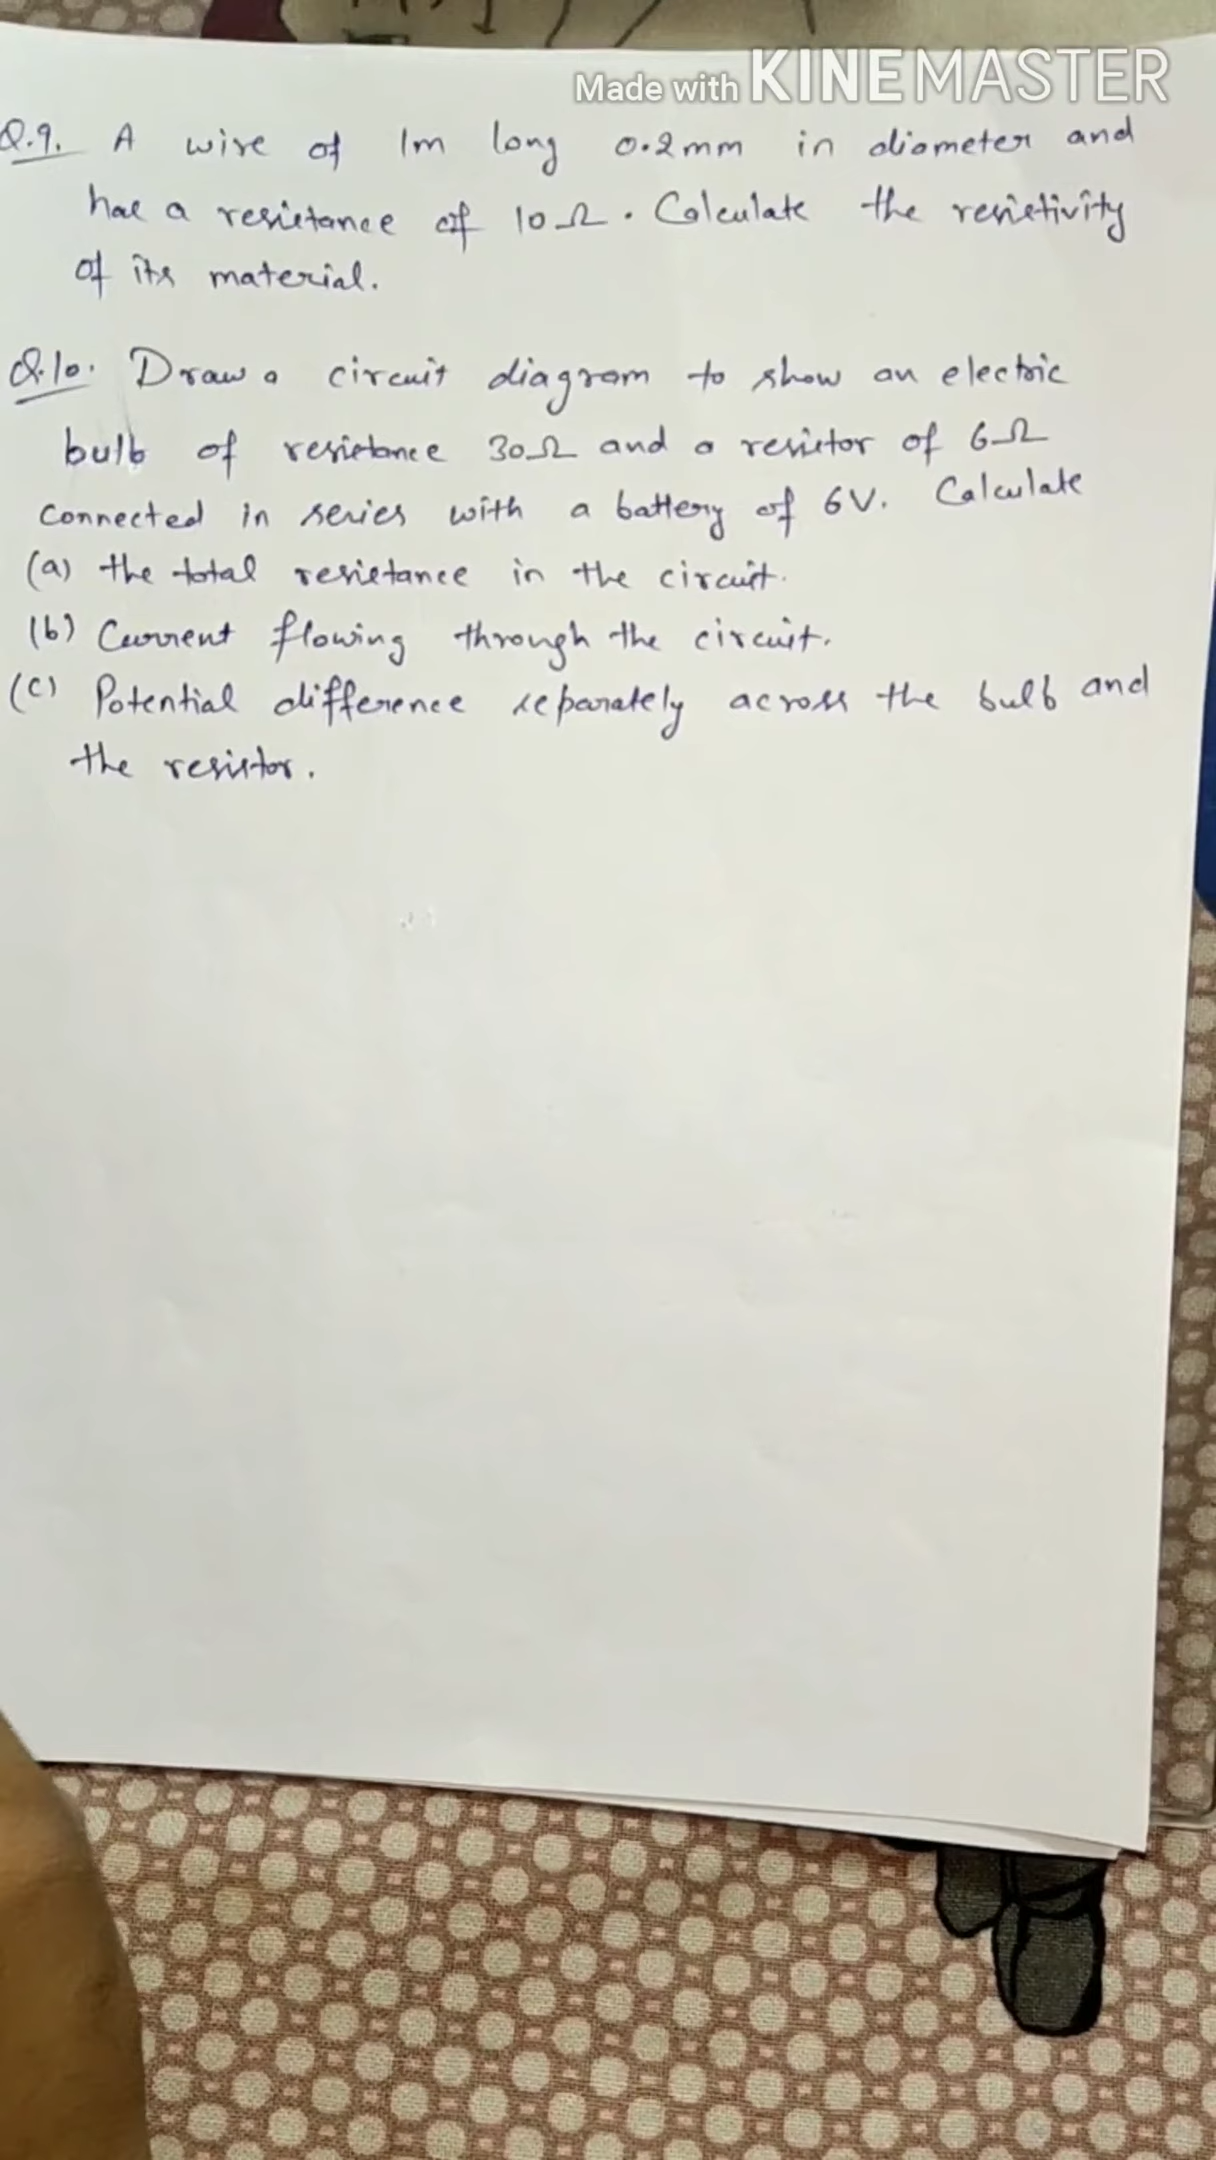 Made with KINEMASTER
Q.9. A wire of 1m long 0.2mm in diameter and
has a resistance of 10Ω. Calculate the resistivity
of its material.
Q.10. Draw a circuit diagram to show an electric
bulb of resistance 30Ω and a resistor of 6Ω
connected in series with a battery of 6V. Calculate
(a) the total resistance in the circuit.
(b) Current flowing through the circuit.
(c) Potential difference separately across the bulb and
the resistor.